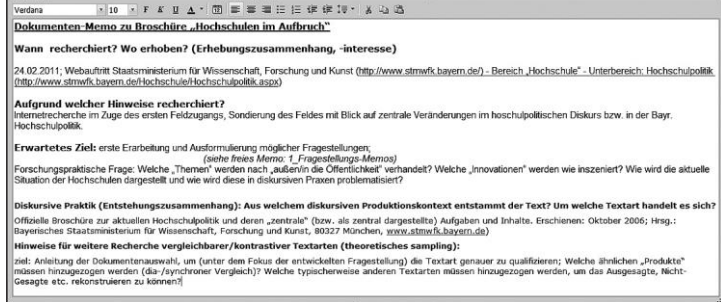 Verdana 10 F K U A
Dokumenten-Memo zu Broschüre „Hochschulen im Aufbruch“
Wann recherchiert? Wo erhoben? (Erhebungszusammenhang, -interesse)
24.02.2011; Webauftritt Staatsministerium für Wissenschaft, Forschung und Kunst (http://www.stmwfk.bayern.de/) - Bereich „Hochschule“ - Unterbereich: Hochschulpolitik
(http://www.stmwfk.bayern.de/Hochschule/Hochschulpolitik.aspx)
Aufgrund welcher Hinweise recherchiert?
Internetrecherche im Zuge des ersten Feldzugangs, Sondierung des Feldes mit Blick auf zentrale Veränderungen im hoschulpolitischen Diskurs bzw. in der Bayr.
Hochschulpolitik.
Erwartetes Ziel: erste Erarbeitung und Ausformulierung möglicher Fragestellungen;
(siehe freies Memo: 1_Fragestellungs-Memos)
Forschungspraktische Frage: Welche „Themen“ werden nach „außen/in die Öffentlichkeit“ verhandelt? Welche „Innovationen“ werden wie inszeniert? Wie wird die aktuelle
Situation der Hochschulen dargestellt und wie wird diese in diskursiven Praxen problematisiert?
Diskursive Praktik (Entstehungszusammenhang): Aus welchem diskursiven Produktionskontext entstammt der Text? Um welche Textart handelt es sich?
Offizielle Broschüre zur aktuellen Hochschulpolitik und deren „zentrale“ (bzw. als zentral dargestellte) Aufgaben und Inhalte. Erschienen: Oktober 2006; Hrsg.:
Bayerisches Staatsministerium für Wissenschaft, Forschung und Kunst, 80327 München, www.stmwfk.bayern.de)
Hinweise für weitere Recherche vergleichbarer/kontrastiver Textarten (theoretisches sampling):
ziel: Anleitung der Dokumentenauswahl, um (unter dem Fokus der entwickelten Fragestellung) die Textart genauer zu qualifizieren; Welche ähnlichen „Produkte“
müssen hinzugezogen werden (dia-/synchroner Vergleich)? Welche typischerweise anderen Textarten müssen hinzugezogen werden, um das Ausgesagte, Nicht-
Gesagte etc. rekonstruieren zu können?